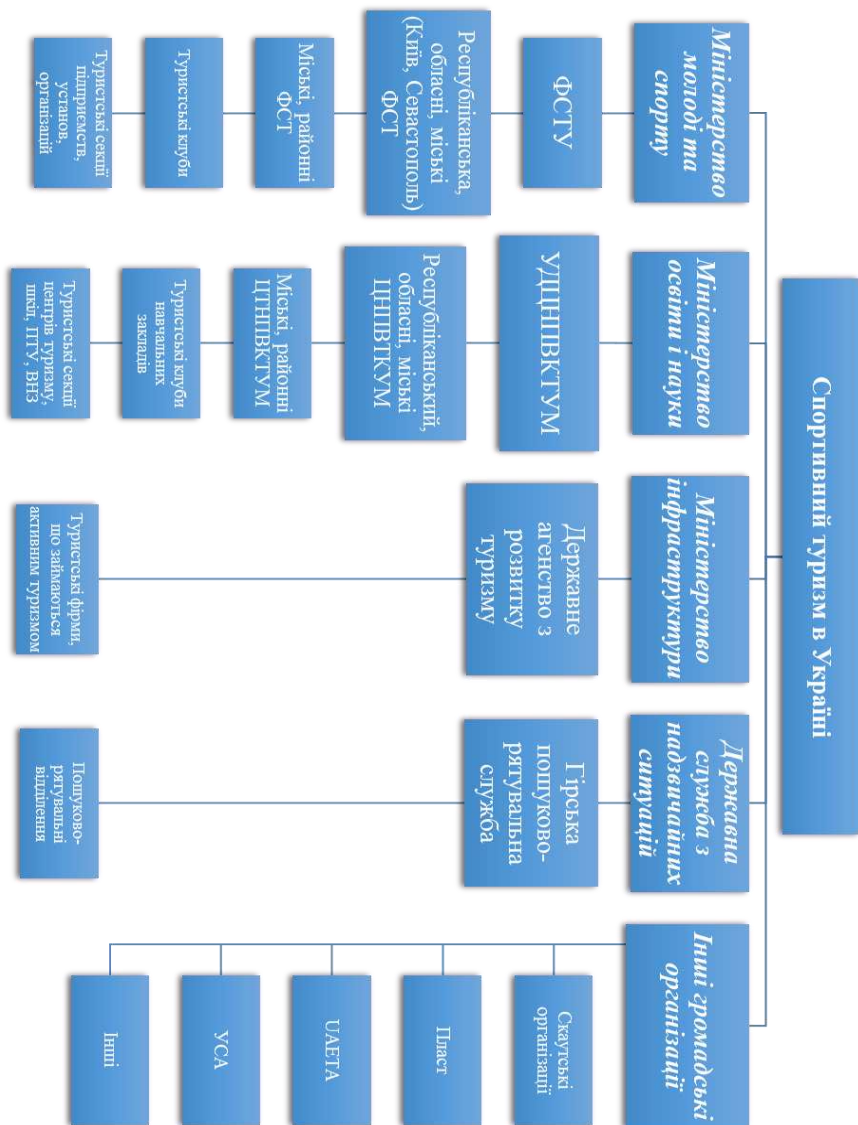 Спортивний туризм в Україні
Міністерство
молоді та
спорту
ФСТУ
Республіканська,
обласні, міські
(Київ, Севастополь)
ФСТ
Міські, районні
ФСТ
Туристські клуби
Туристські секції
підприємств,
установ,
організацій
Міністерство
освіти і науки
УДЦНПВКТУМ
Республіканський,
обласні, міські
ЦНПВТКУМ
Міські, районні
ЦТНПВКТУМ
Туристські клуби
навчальних
закладів
Туристські секції
центрів туризму,
шкіл, ПТУ, ВНЗ
Міністерство
інфраструктури
Державне
агенство з
розвитку
туризму
Туристські фірми,
що займаються
активним туризмом
Державна
служба з
надзвичайних
ситуацій
Гірська
пошуково-
рятувальна
служба
Пошуково-
рятувальні
відділення
Інші громадські
організації
Скаутські
організації
Пласт
UAETA
УСА
Інші